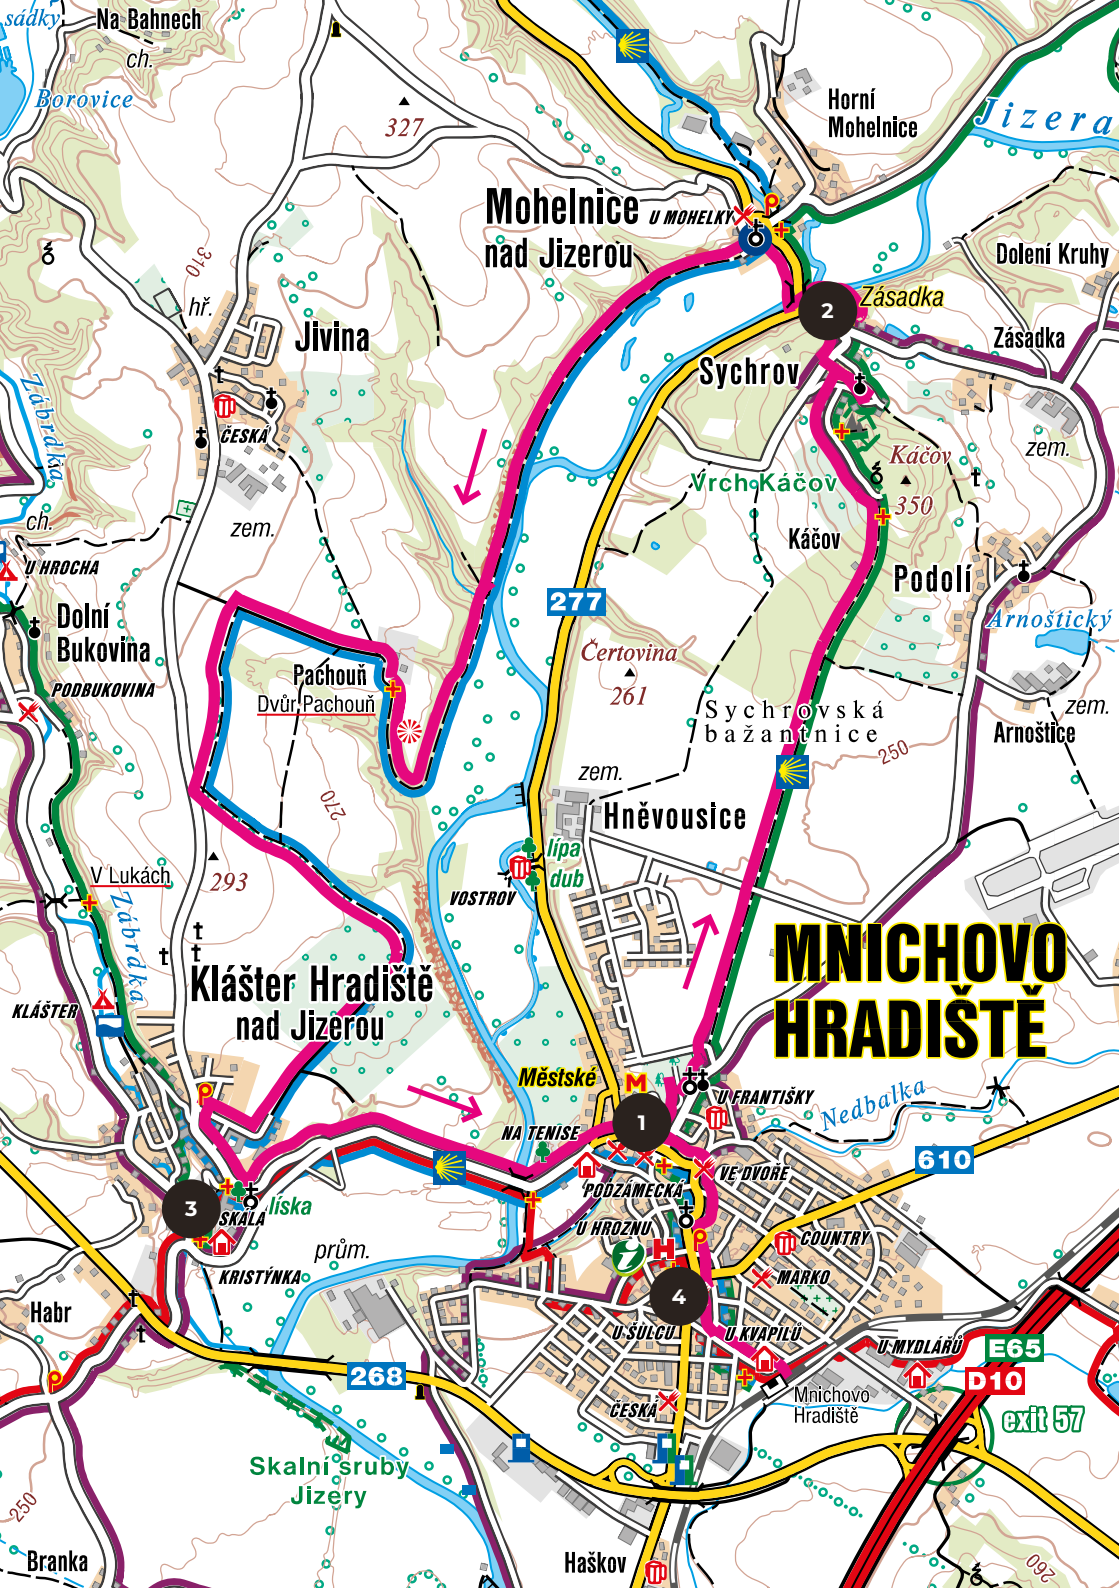 sádky
Na Bahnech
ch.
Borovice
327
Horní
Mohelnice
Jizera
Mohelnice
nad Jizerou
U MOHELKY
Dolení Kruhy
310
hř.
Jivina
2
Zásadka
Zásadka
Sychrov
Zábrdka
ČESKÁ
zem.
Káčov
350
Vrch Káčov
zem.
ch.
U HROCHA
Káčov
Podolí
Dolní
Bukovina
277
Arnoštický
Čertovina
261
Pachouň
Dvůr Pachouň
PODBUKOVINA
Sychrovská
bažantnice
zem.
Arnoštice
250
zem.
270
Hněvousice
lípa
dub
VOSTROV
293
V Lukách
Zábrdka
MNICHOVO
HRADIŠTĚ
Klášter Hradiště
nad Jizerou
KLÁŠTER
Městské
M
U FRANTIŠKY
Nedbalka
1
NA TENISE
610
VE DVOŘE
PODZÁMECKÁ
3
SKÁLA
líska
U HROZNU
COUNTRY
prům.
H
KRISTÝNKA
MARKO
4
Habr
U ŠULCU
U KVAPILŮ
U MYDLÁŘŮ
E65
268
D10
Mnichovo
Hradiště
ČESKÁ
exit 57
Skalní sruby
Jizery
250
Branka
Haškov
260